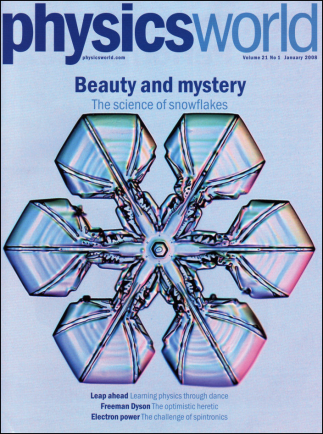 physicsworld
physicsworld.com
Volume 21 No 1 January 2008
Beauty and mystery
The science of snowflakes
Leap ahead Learning physics through dance
Freeman Dyson The optimistic heretic
Electron power The challenge of spintronics